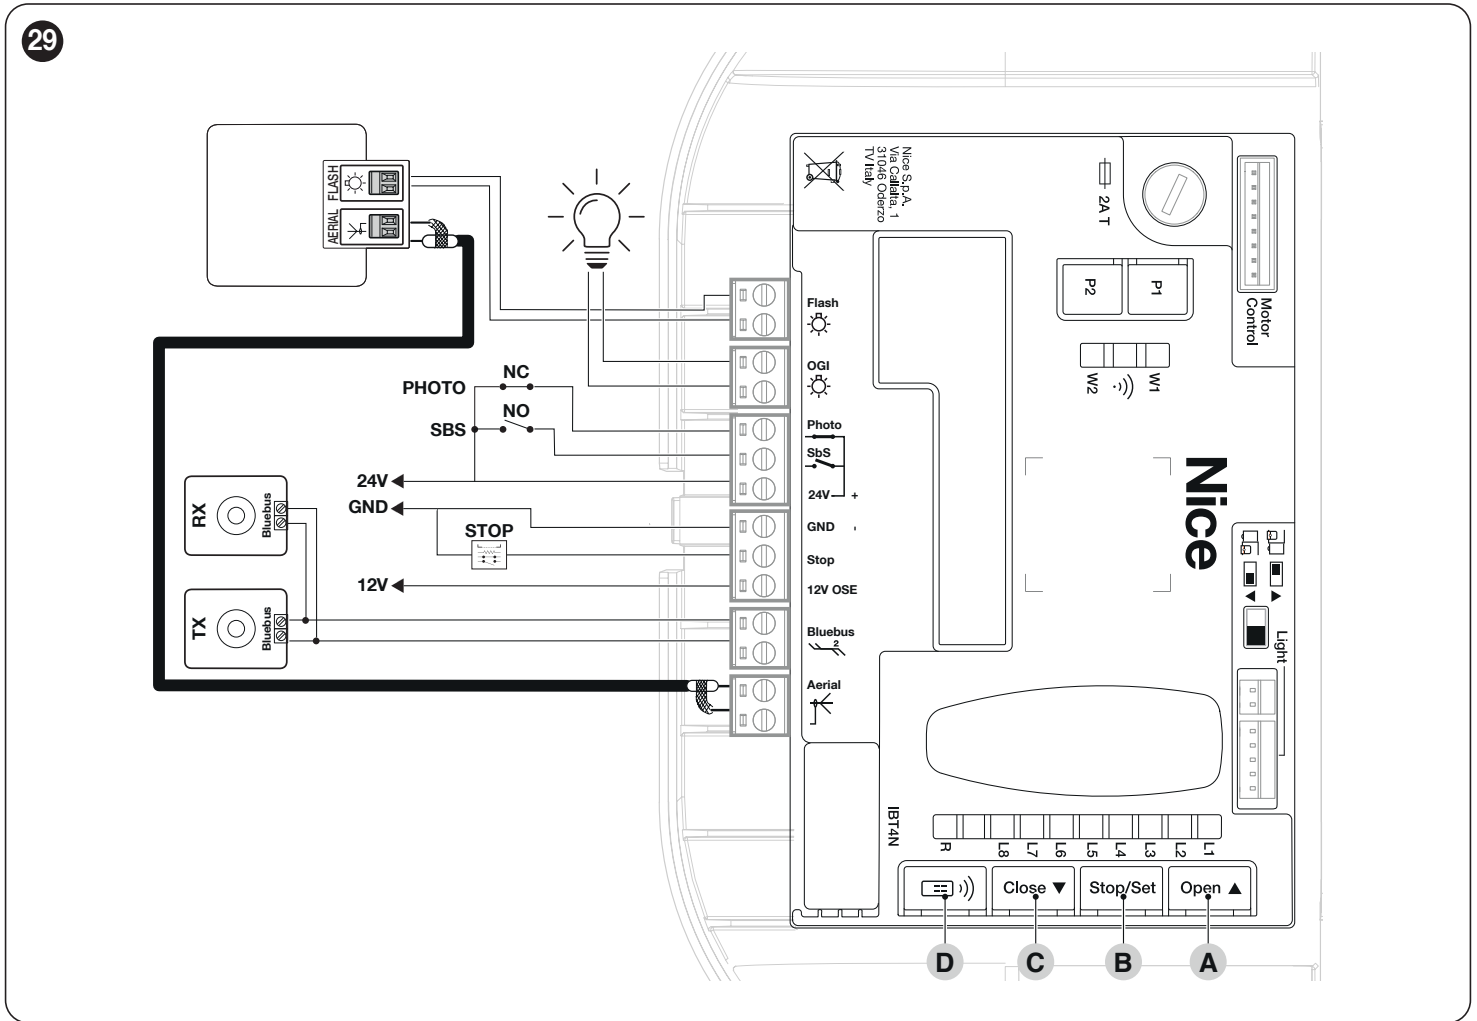 29
FLASH
AERIAL
Nice S.p.A.
Via Callalta, 1
31046 Oderzo
TV Italy
2A T
Motor
Control
P2
P1
W2
W1
Flash
OGI
Photo
SbS
24V +
GND -
Stop
12V OSE
Bluebus
2
Aerial
PHOTO
NC
SBS
NO
24V
GND
STOP
12V
RX
Bluebus
TX
Bluebus
Nice
Light
IBT4N
R
L8
L7
L6
L5
L4
L3
L2
L1
Close ▼
Stop/Set
Open ▲
D
C
B
A